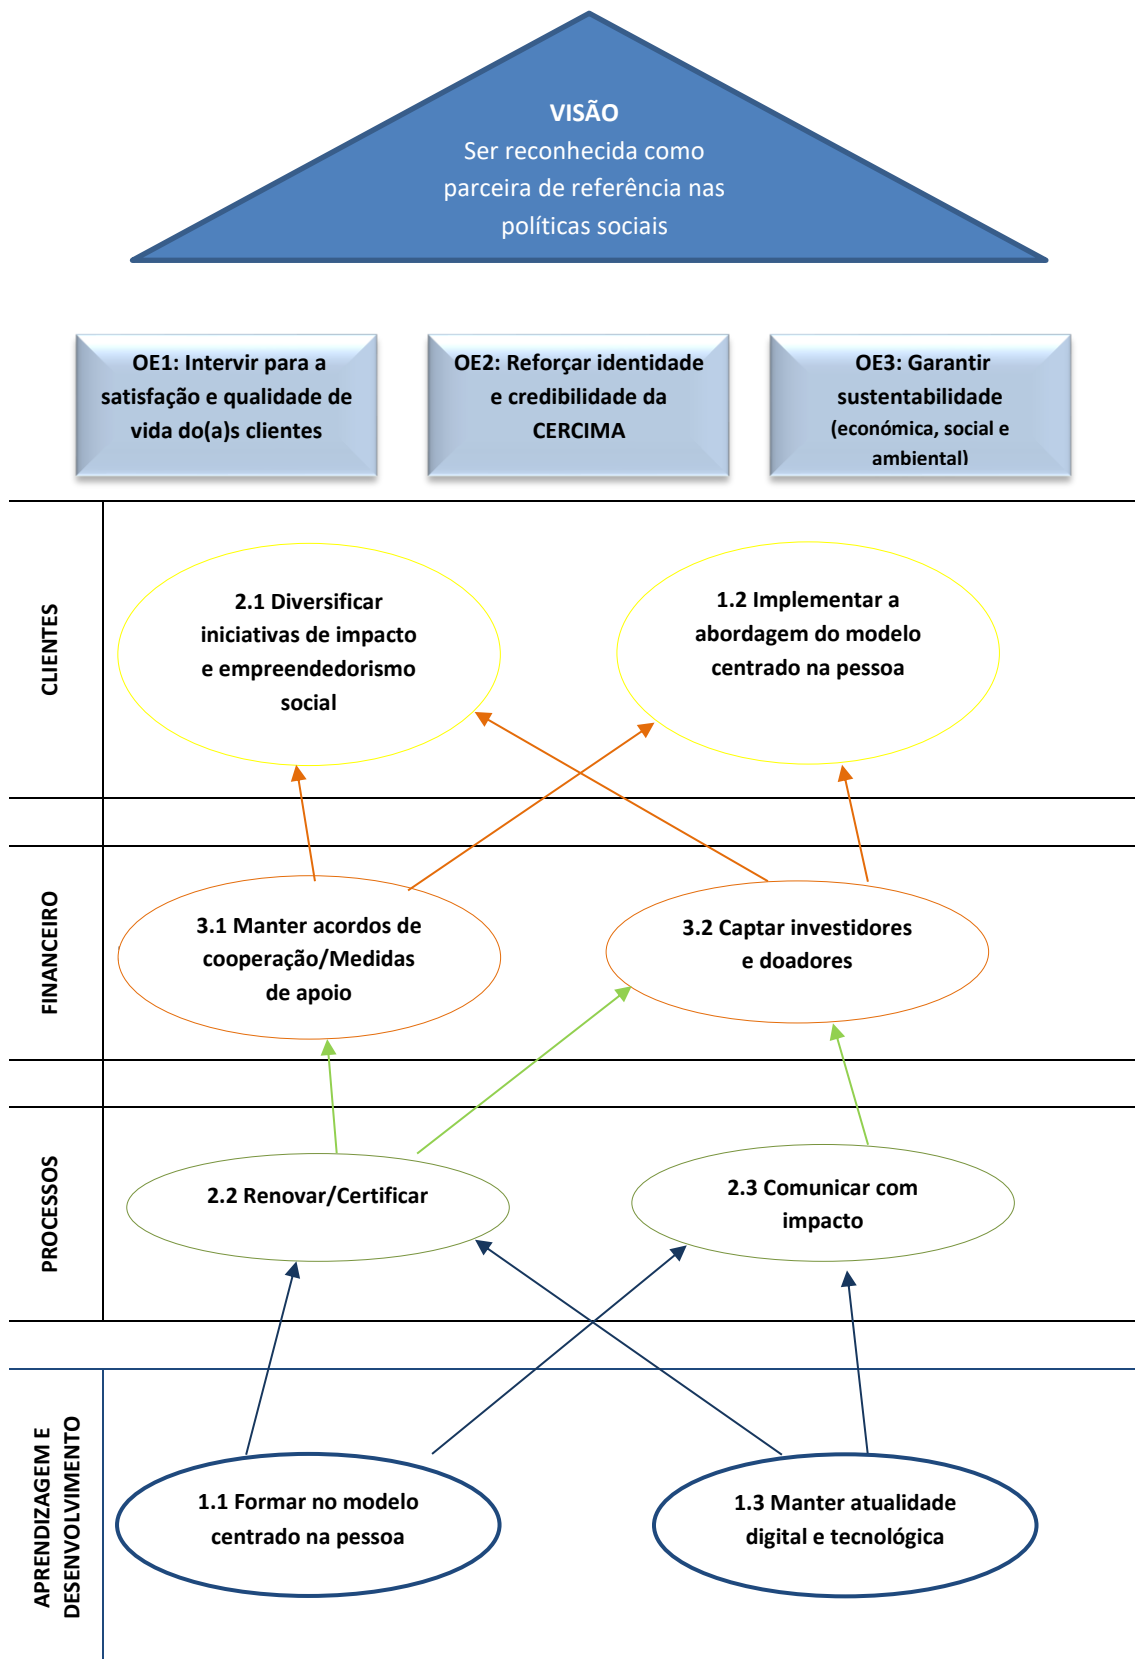 VISÃO
Ser reconhecida como
parceira de referência nas
políticas sociais
OE1: Intervir para a
satisfação e qualidade de
vida do(a)s clientes
OE2: Reforçar identidade
e credibilidade da
CERCIMA
OE3: Garantir
sustentabilidade
(económica, social e
ambiental)
CLIENTES
2.1 Diversificar
iniciativas de impacto
e empreendedorismo
social
1.2 Implementar a
abordagem do modelo
centrado na pessoa
FINANCEIRO
3.1 Manter acordos de
cooperação/Medidas
de apoio
3.2 Captar investidores
e doadores
PROCESSOS
2.2 Renovar/Certificar
2.3 Comunicar com
impacto
APRENDIZAGEM E
DESENVOLVIMENTO
1.1 Formar no modelo
centrado na pessoa
1.3 Manter atualidade
digital e tecnológica